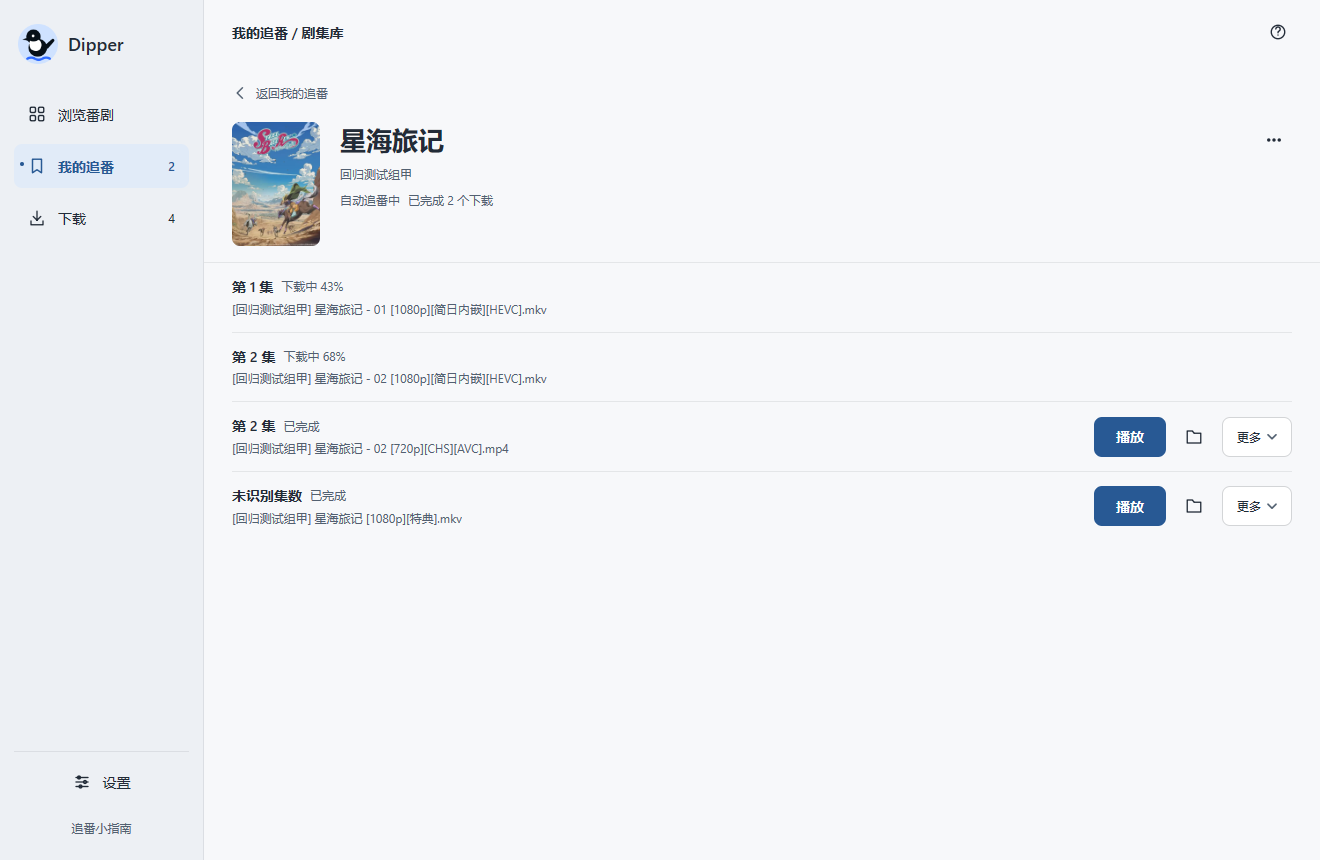 Dipper
浏览番剧
我的追番 2
下载 4
设置
追番小指南
我的追番 / 剧集库
返回我的追番
星海旅记
回归测试组甲
自动追番中 已完成 2 个下载
第 1 集 下载中 43%
[回归测试组甲] 星海旅记 - 01 [1080p][简日内嵌][HEVC].mkv
第 2 集 下载中 68%
[回归测试组甲] 星海旅记 - 02 [1080p][简日内嵌][HEVC].mkv
第 2 集 已完成
[回归测试组甲] 星海旅记 - 02 [720p][CHS][AVC].mp4
播放 更多
未识别集数 已完成
[回归测试组甲] 星海旅记 [1080p][特典].mkv
播放 更多